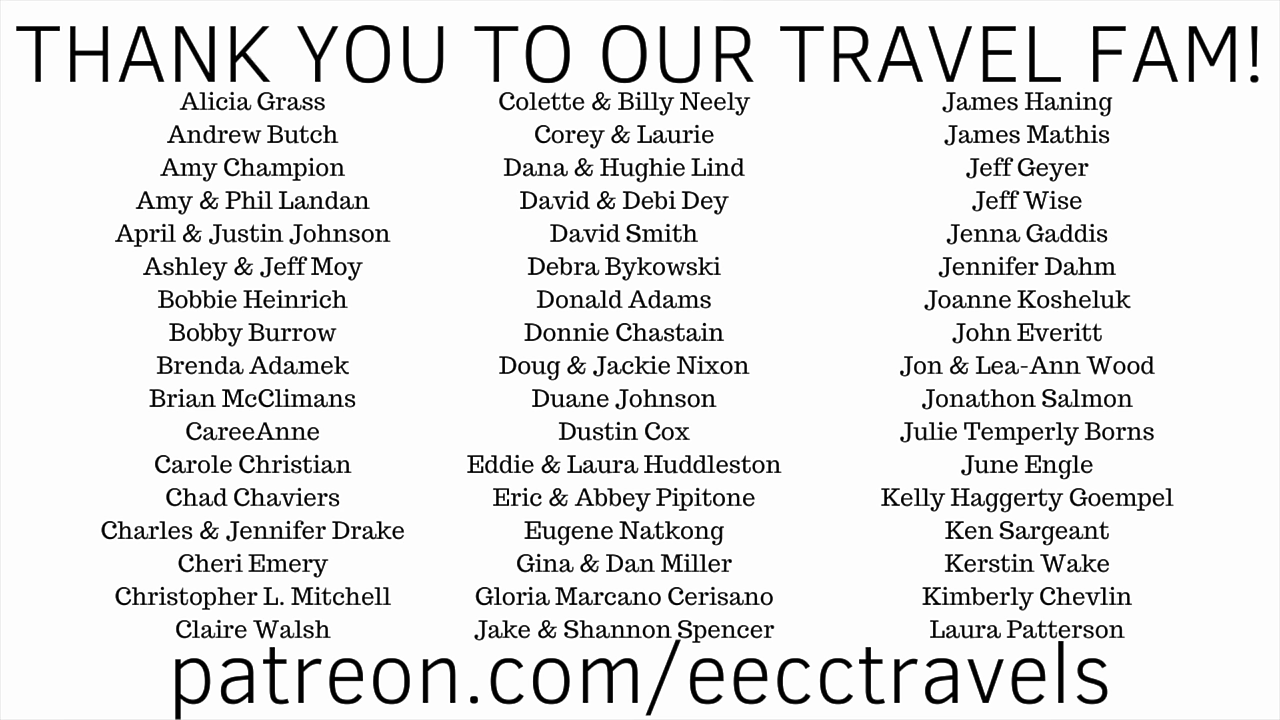 THANK YOU TO OUR TRAVEL FAM!
Alicia Grass
Andrew Butch
Amy Champion
Amy & Phil Landan
April & Justin Johnson
Ashley & Jeff Moy
Bobbie Heinrich
Bobby Burrow
Brenda Adamek
Brian McClimans
CareeAnne
Carole Christian
Chad Chaviers
Charles & Jennifer Drake
Cheri Emery
Christopher L. Mitchell
Claire Walsh
Colette & Billy Neely
Corey & Laurie
Dana & Hughie Lind
David & Debi Dey
David Smith
Debra Bykowski
Donald Adams
Donnie Chastain
Doug & Jackie Nixon
Duane Johnson
Dustin Cox
Eddie & Laura Huddleston
Eric & Abbey Pipitone
Eugene Natkong
Gina & Dan Miller
Gloria Marcano Cerisano
Jake & Shannon Spencer
James Haning
James Mathis
Jeff Geyer
Jeff Wise
Jenna Gaddis
Jennifer Dahm
Joanne Kosheluk
John Everitt
Jon & Lea-Ann Wood
Jonathon Salmon
Julie Temperly Borns
June Engle
Kelly Haggerty Goempel
Ken Sargeant
Kerstin Wake
Kimberly Chevlin
Laura Patterson
patreon.com/eecctravels